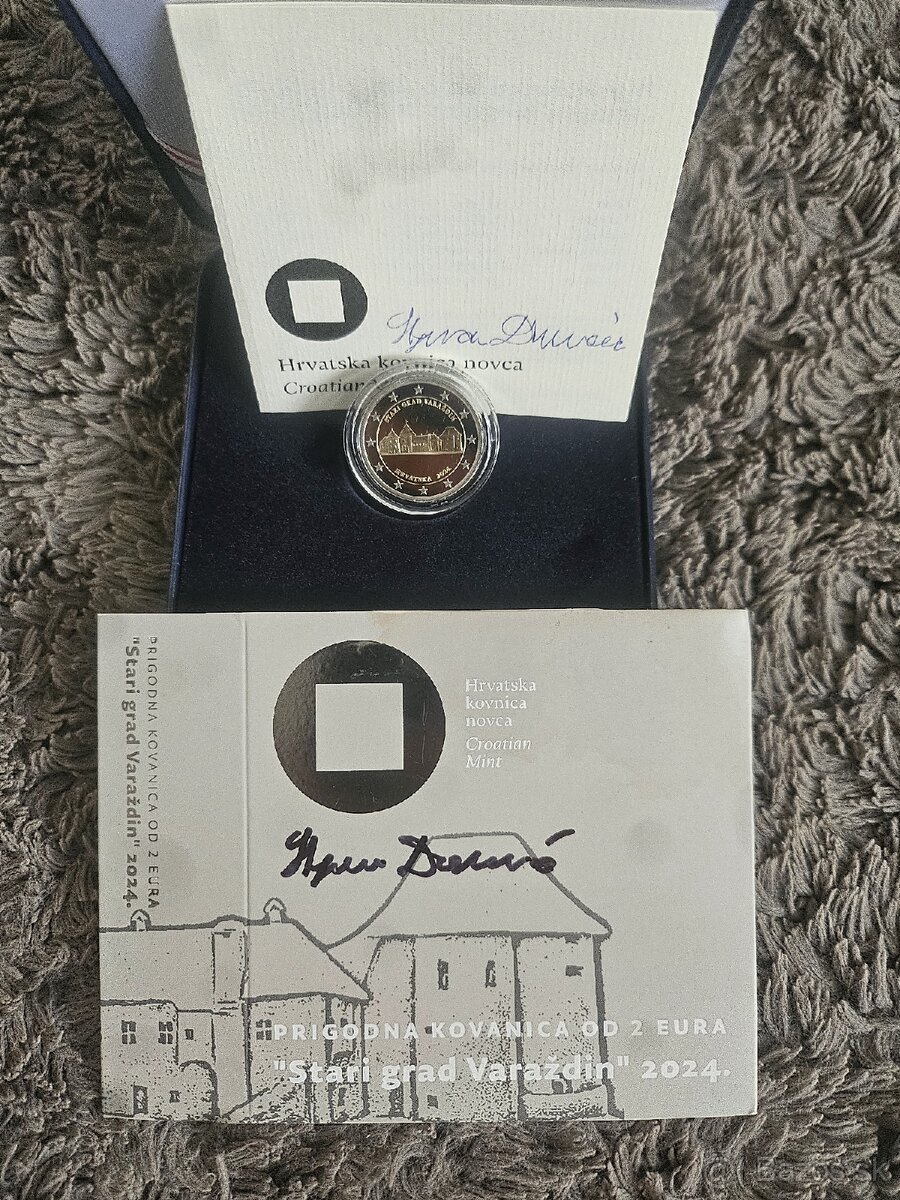 Hrvatska kovnica novca
Croatian
STARI GRAD VARAŽDIN
HRVATSKA 2024
PRIGODNA KOVANICA OD 2 EURA
"Stari grad Varaždin" 2024.
Hrvatska
kovnica
novca
Croatian
Mint
PRIGODNA KOVANICA OD 2 EURA
"Stari grad Varaždin" 2024.